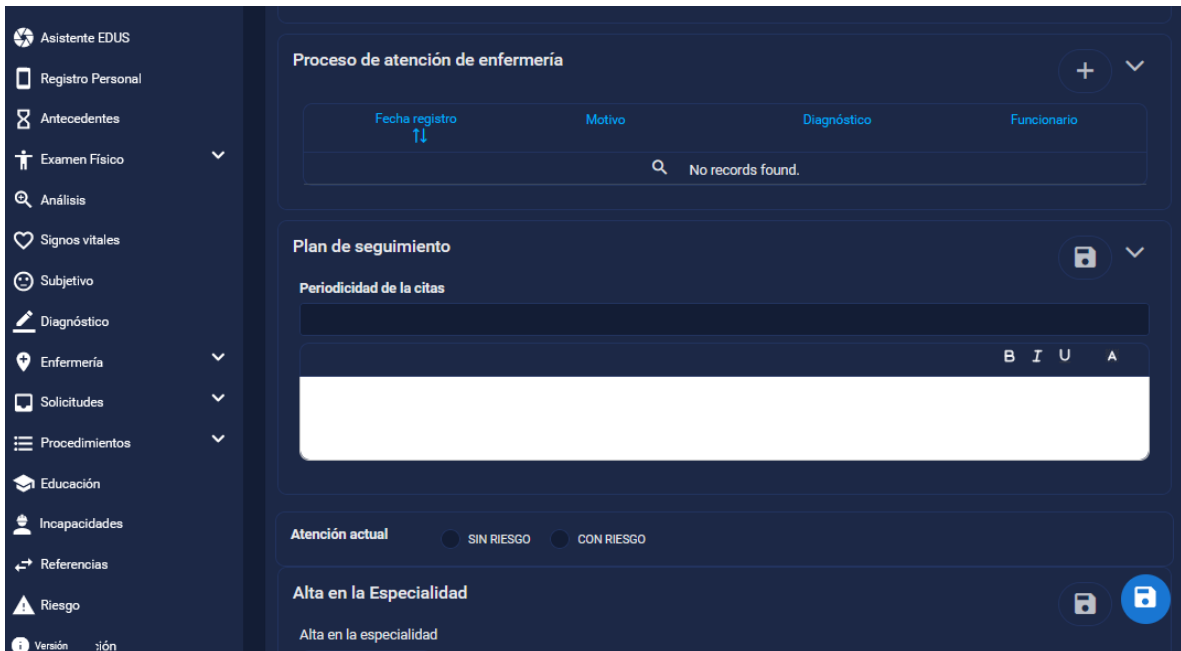 Asistente EDUS
Registro Personal
Antecedentes
Examen Físico
Análisis
Signos vitales
Subjetivo
Diagnóstico
Enfermería
Solicitudes
Procedimientos
Educación
Incapacidades
Referencias
Riesgo
Versión ión
Proceso de atención de enfermería
Fecha registro Motivo Diagnóstico Funcionario
No records found.
Plan de seguimiento
Periodicidad de la citas
B I U A
Atención actual SIN RIESGO CON RIESGO
Alta en la Especialidad
Alta en la especialidad